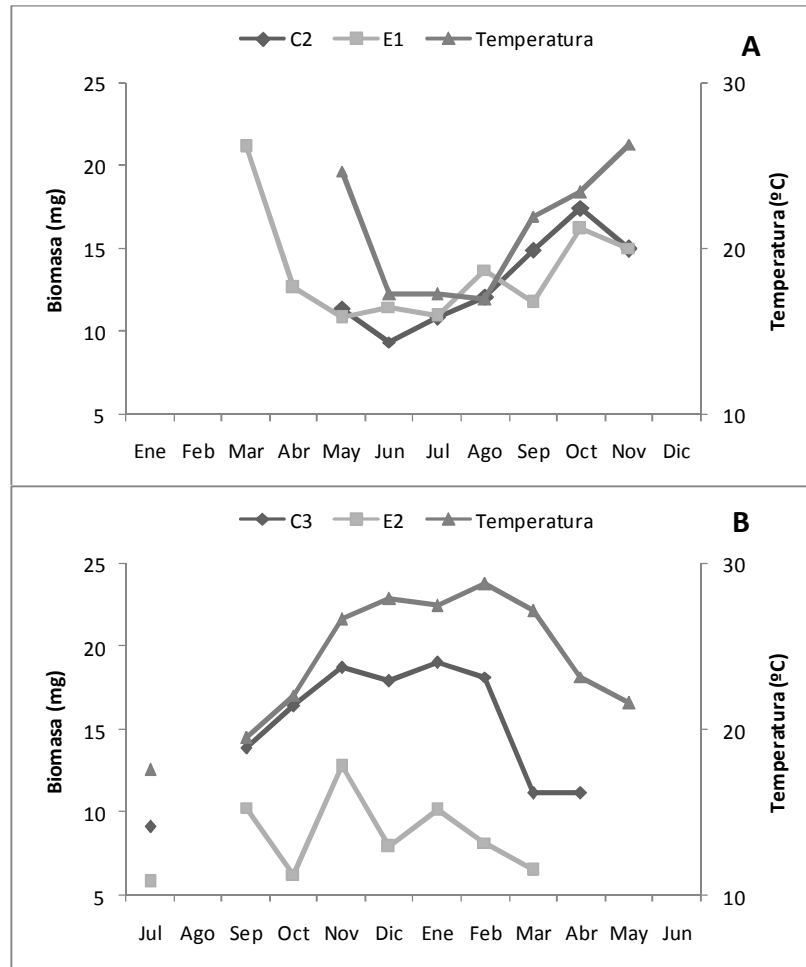 C2 E1 Temperatura A
25 30
20
15 20
10
5 10
Biomasa (mg)
Temperatura (ºC)
Ene Feb Mar Abr May Jun Jul Ago Sep Oct Nov Dic
C3 E2 Temperatura B
25 30
20
15 20
10
5 10
Biomasa (mg)
Temperatura (ºC)
Jul Ago Sep Oct Nov Dic Ene Feb Mar Abr May Jun